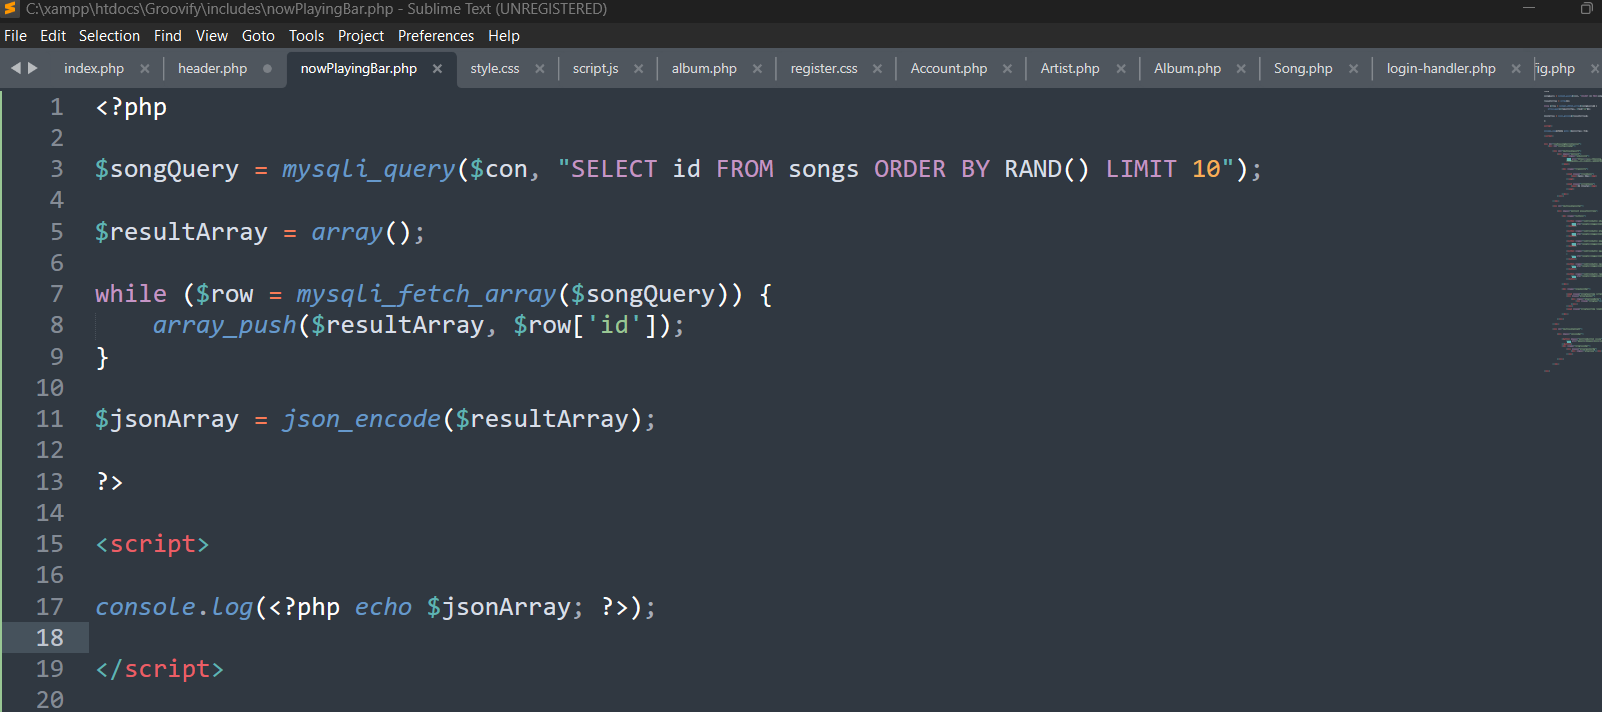 C:\xampp\htdocs\Groovify\includes\nowPlayingBar.php - Sublime Text (UNREGISTERED)
File Edit Selection Find View Goto Tools Project Preferences Help
index.php header.php nowPlayingBar.php style.css script.js album.php register.css Account.php Artist.php Album.php Song.php login-handler.php ig.php
1 <?php
2
3 $songQuery = mysqli_query($con, "SELECT id FROM songs ORDER BY RAND() LIMIT 10");
4
5 $resultArray = array();
6
7 while ($row = mysqli_fetch_array($songQuery)) {
8     array_push($resultArray, $row['id']);
9 }
10
11 $jsonArray = json_encode($resultArray);
12
13 ?>
14
15 <script>
16
17 console.log(<?php echo $jsonArray; ?>);
18
19 </script>
20